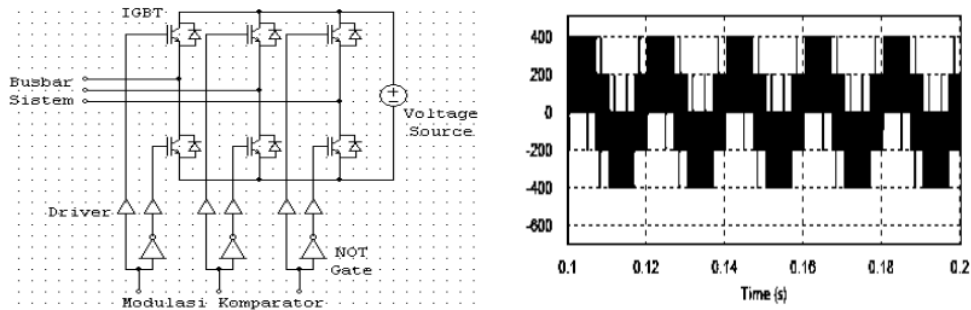 IGBT
Busbar
Sistem
+
Voltage
Source
Driver
NOT
Gate
Modulasi Komparator
400
200
0
-200
-400
-600
0.1 0.12 0.14 0.16 0.18 0.2
Time (s)